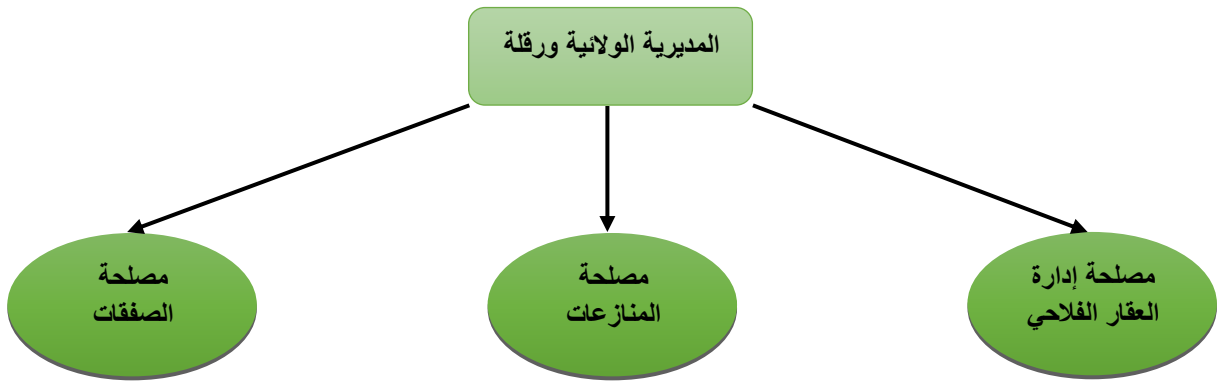 المديرية الولائية ورقلة
مصلحة إدارة
العقار الفلاحي
مصلحة
المنازعات
مصلحة
الصفقات